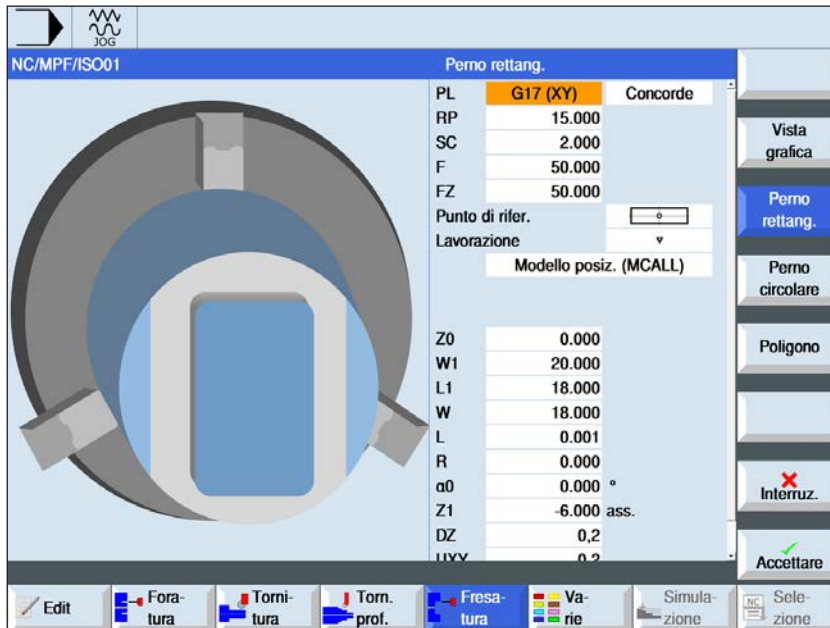 JOG
NC/MPF/ISO01
Perno rettang.
PL G17 (XY) Concorde
RP 15.000
SC 2.000
F 50.000
FZ 50.000
Punto di rifer.
Lavorazione
Modello posiz. (MCALL)
Z0 0.000
W1 20.000
L1 18.000
W 18.000
L 0.001
R 0.000
α0 0.000 °
Z1 -6.000 ass.
DZ 0,2
UXY 0.2
Vista
grafica
Perno
rettang.
Perno
circolare
Poligono
Interruz.
Accettare
Edit
Fora-
tura
Torni-
tura
Torn.
prof.
Fresa-
tura
Va-
rie
Simula-
zione
NC
Sele-
zione